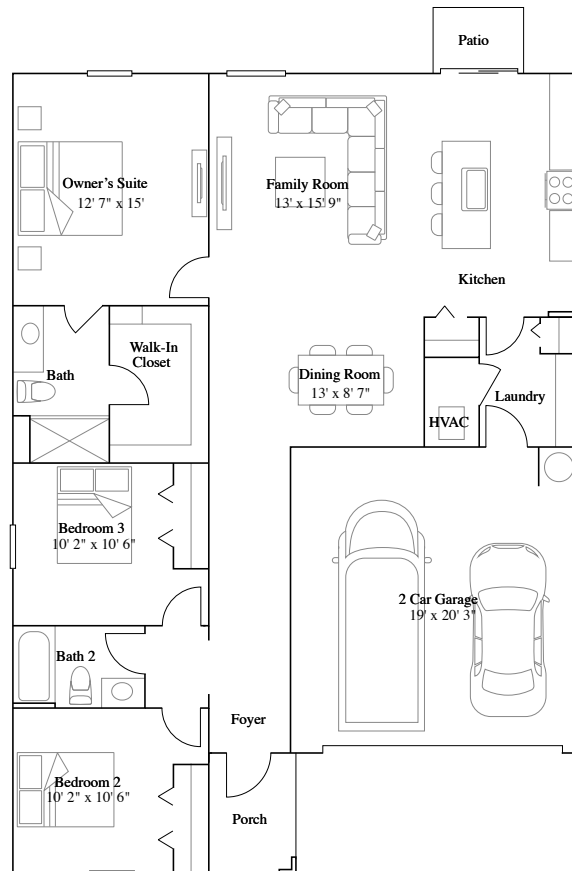 Patio
Owner's Suite
12' 7" x 15'
Family Room
13' x 15' 9"
Kitchen
Walk-In
Closet
Bath
Dining Room
13' x 8' 7"
Laundry
HVAC
Bedroom 3
10' 2" x 10' 6"
2 Car Garage
19' x 20' 3"
Bath 2
Foyer
Bedroom 2
10' 2" x 10' 6"
Porch